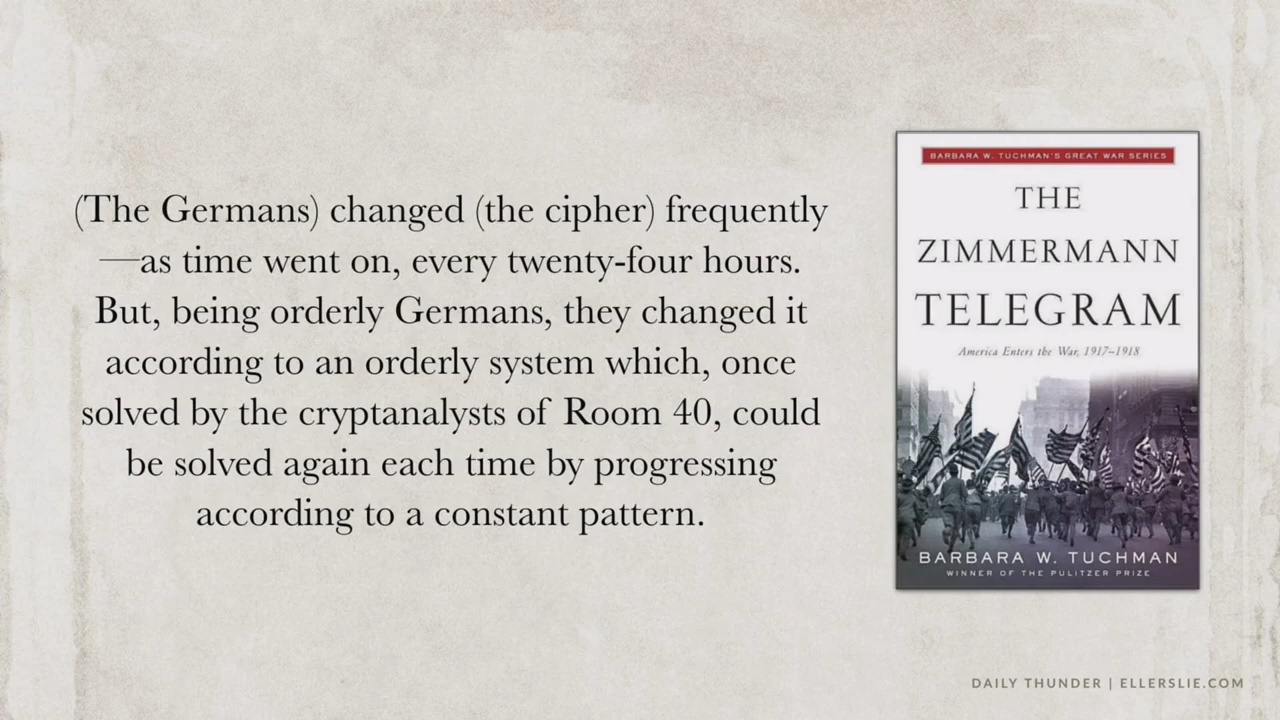 (The Germans) changed (the cipher) frequently
—as time went on, every twenty-four hours.
But, being orderly Germans, they changed it
according to an orderly system which, once
solved by the cryptanalysts of Room 40, could
be solved again each time by progressing
according to a constant pattern.
BARBARA W. TUCHMAN'S GREAT WAR SERIES
THE
ZIMMERMANN
TELEGRAM
America Enters the War, 1917–1918
BARBARA W. TUCHMAN
WINNER OF THE PULITZER PRIZE
DAILY THUNDER | ELLERSLIE.COM